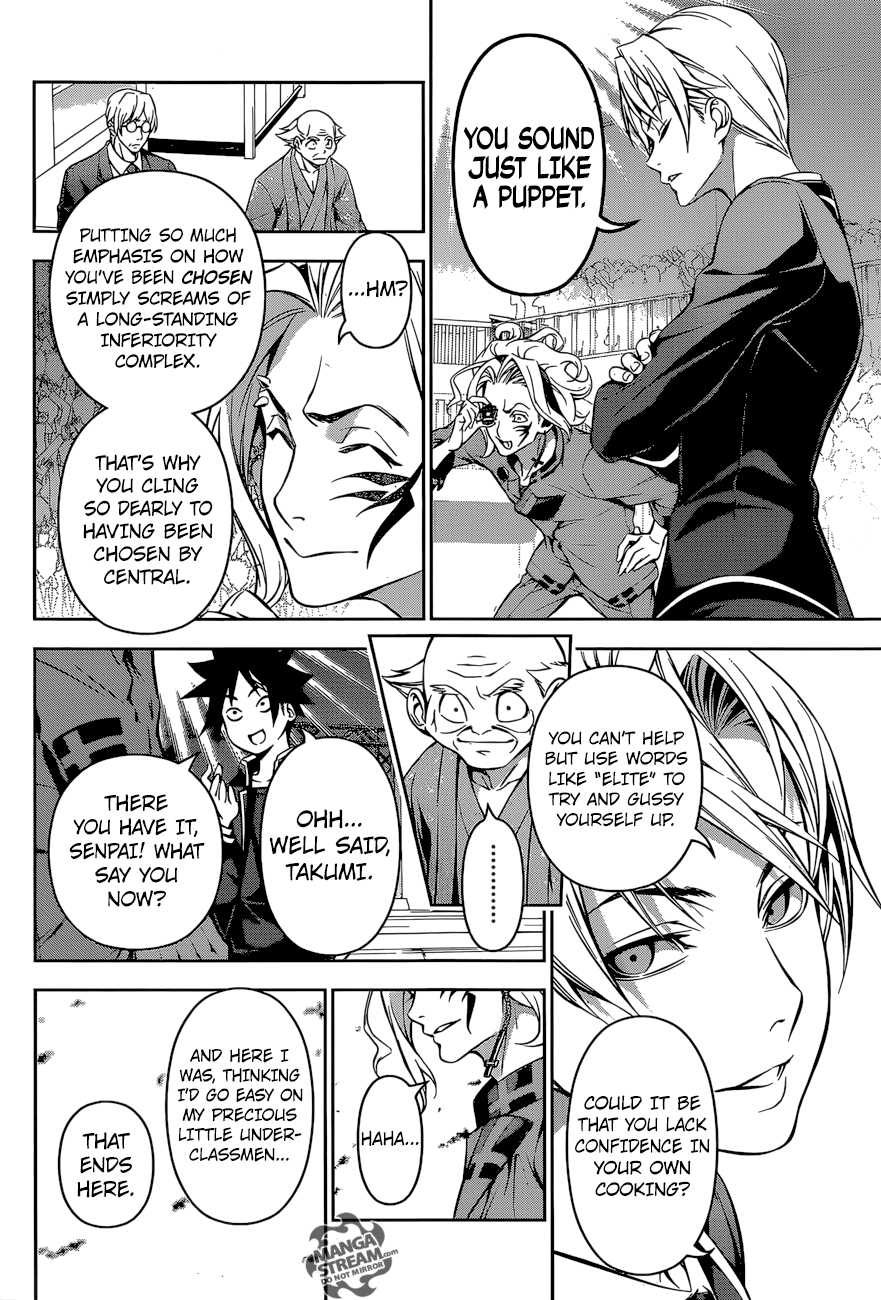 YOU SOUND
JUST LIKE
A PUPPET.
...HM?
PUTTING SO MUCH
EMPHASIS ON HOW
YOU'VE BEEN CHOSEN
SIMPLY SCREAMS OF
A LONG-STANDING
INFERIORITY
COMPLEX.
THAT'S WHY
YOU CLING
SO DEARLY TO
HAVING BEEN
CHOSEN BY
CENTRAL.
YOU CAN'T HELP
BUT USE WORDS
LIKE "ELITE" TO
TRY AND GUSSY
YOURSELF UP.
.........
OHH...
WELL SAID,
TAKUMI.
THERE
YOU HAVE IT,
SENPAI! WHAT
SAY YOU
NOW?
COULD IT BE
THAT YOU LACK
CONFIDENCE IN
YOUR OWN
COOKING?
HAHA...
AND HERE I
WAS, THINKING
I'D GO EASY ON
MY PRECIOUS
LITTLE UNDER-
CLASSMEN...
THAT
ENDS
HERE.
MANGA
STREAM.COM
DO NOT MIRROR